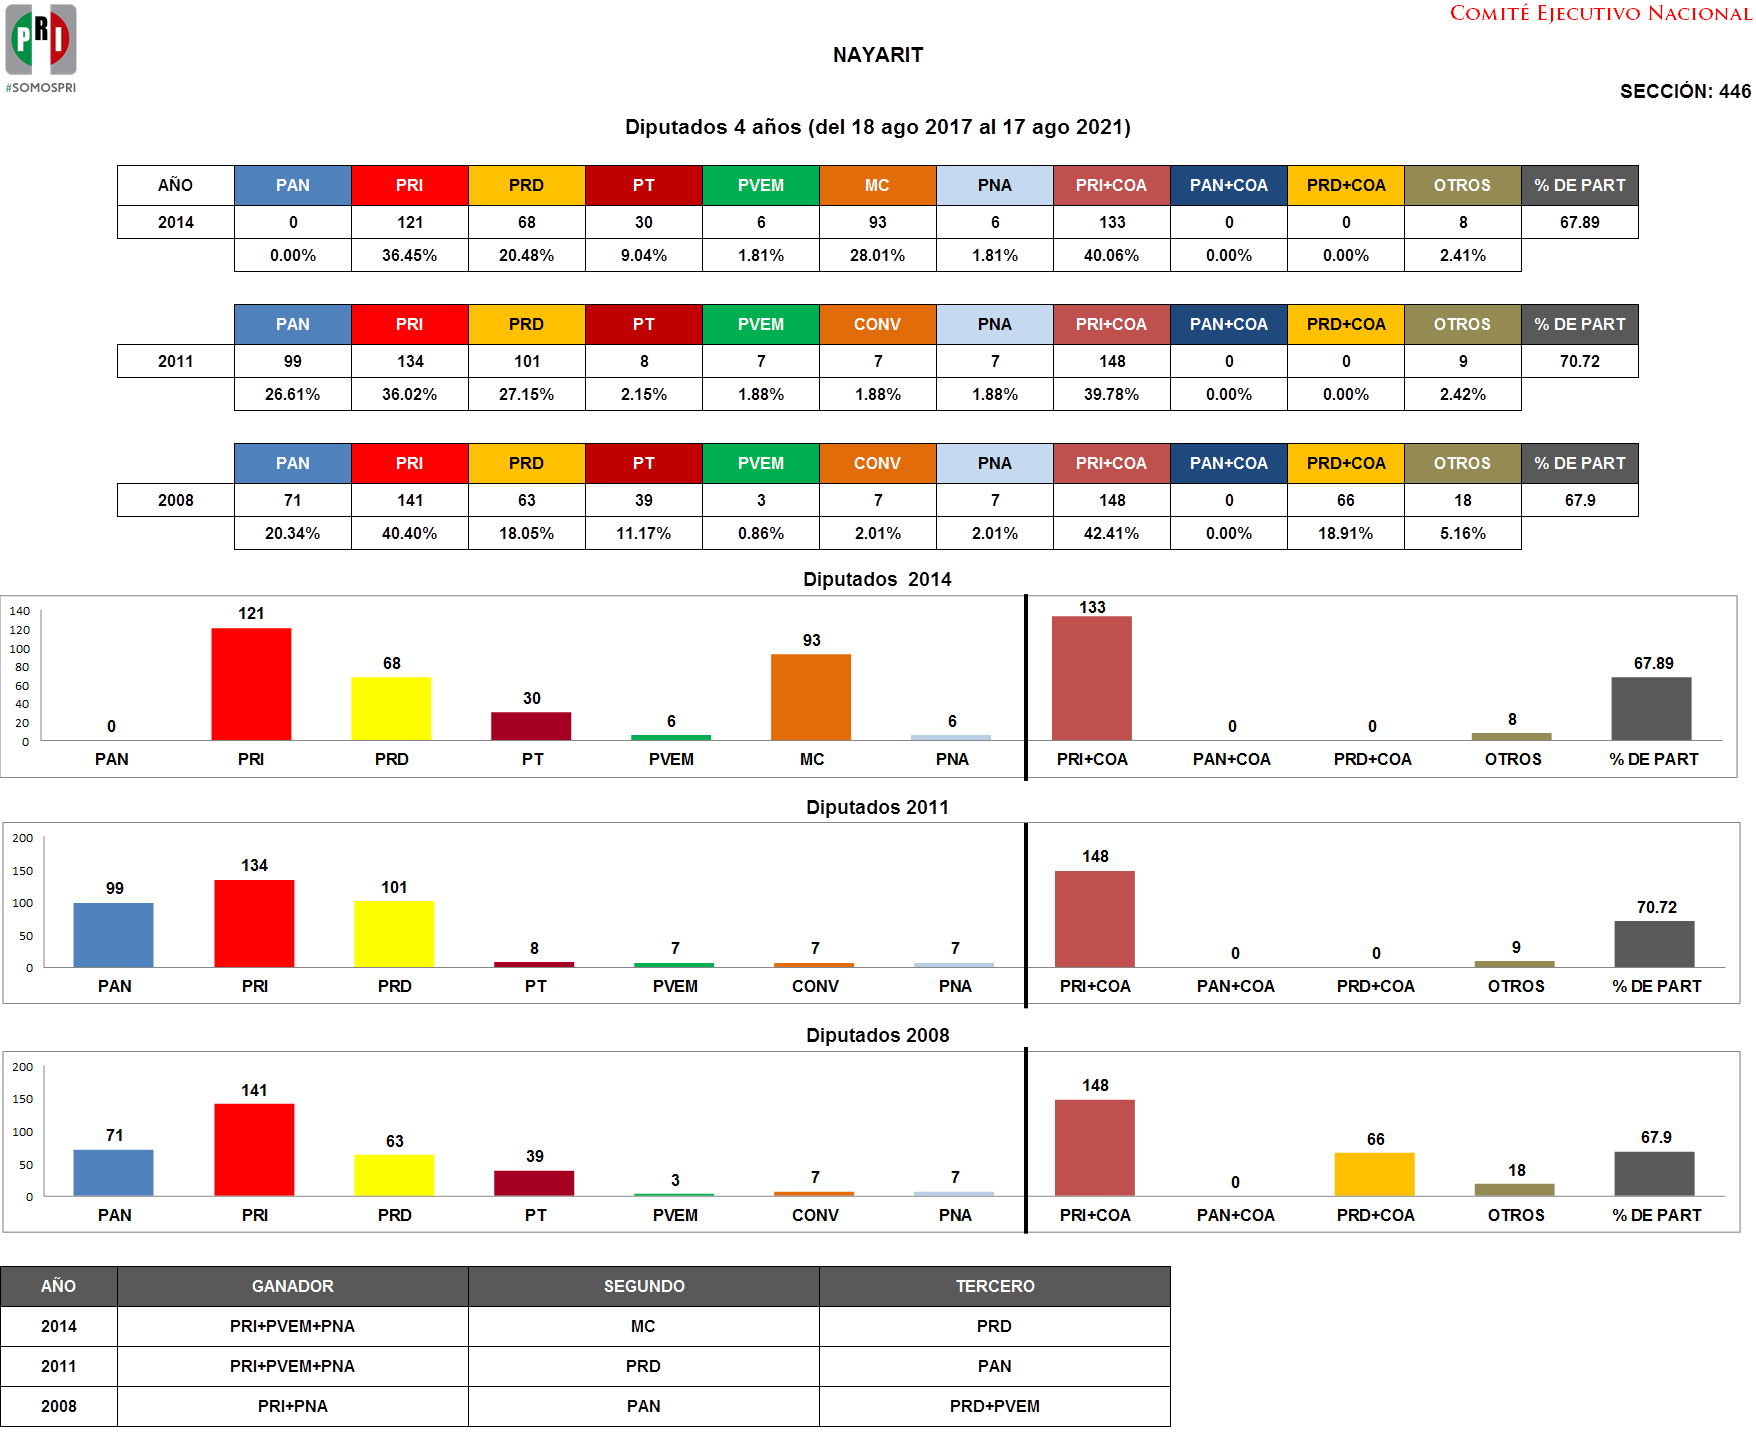 PRI
#SOMOSPRI
COMITÉ EJECUTIVO NACIONAL
NAYARIT
SECCIÓN: 446
Diputados 4 años (del 18 ago 2017 al 17 ago 2021)
AÑO PAN PRI PRD PT PVEM MC PNA PRI+COA PAN+COA PRD+COA OTROS % DE PART
2014 0 121 68 30 6 93 6 133 0 0 8 67.89
0.00% 36.45% 20.48% 9.04% 1.81% 28.01% 1.81% 40.06% 0.00% 0.00% 2.41%
PAN PRI PRD PT PVEM CONV PNA PRI+COA PAN+COA PRD+COA OTROS % DE PART
2011 99 134 101 8 7 7 7 148 0 0 9 70.72
26.61% 36.02% 27.15% 2.15% 1.88% 1.88% 1.88% 39.78% 0.00% 0.00% 2.42%
PAN PRI PRD PT PVEM CONV PNA PRI+COA PAN+COA PRD+COA OTROS % DE PART
2008 71 141 63 39 3 7 7 148 0 66 18 67.9
20.34% 40.40% 18.05% 11.17% 0.86% 2.01% 2.01% 42.41% 0.00% 18.91% 5.16%
Diputados 2014
140
120
100
80
60
40
20
0
0 121 68 30 6 93 6 133 0 0 8 67.89
PAN PRI PRD PT PVEM MC PNA PRI+COA PAN+COA PRD+COA OTROS % DE PART
Diputados 2011
200
150
100
50
0
99 134 101 8 7 7 7 148 0 0 9 70.72
PAN PRI PRD PT PVEM CONV PNA PRI+COA PAN+COA PRD+COA OTROS % DE PART
Diputados 2008
200
150
100
50
0
71 141 63 39 3 7 7 148 0 66 18 67.9
PAN PRI PRD PT PVEM CONV PNA PRI+COA PAN+COA PRD+COA OTROS % DE PART
AÑO GANADOR SEGUNDO TERCERO
2014 PRI+PVEM+PNA MC PRD
2011 PRI+PVEM+PNA PRD PAN
2008 PRI+PNA PAN PRD+PVEM